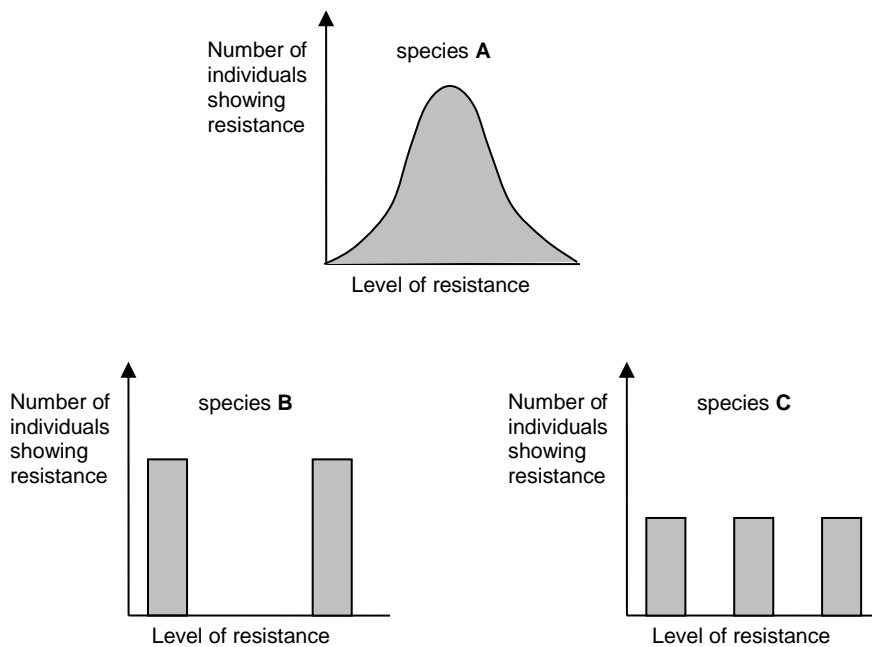 Number of
individuals
showing
resistance
species A
Level of resistance
Number of
individuals
showing
resistance
species B
Level of resistance
Number of
individuals
showing
resistance
species C
Level of resistance